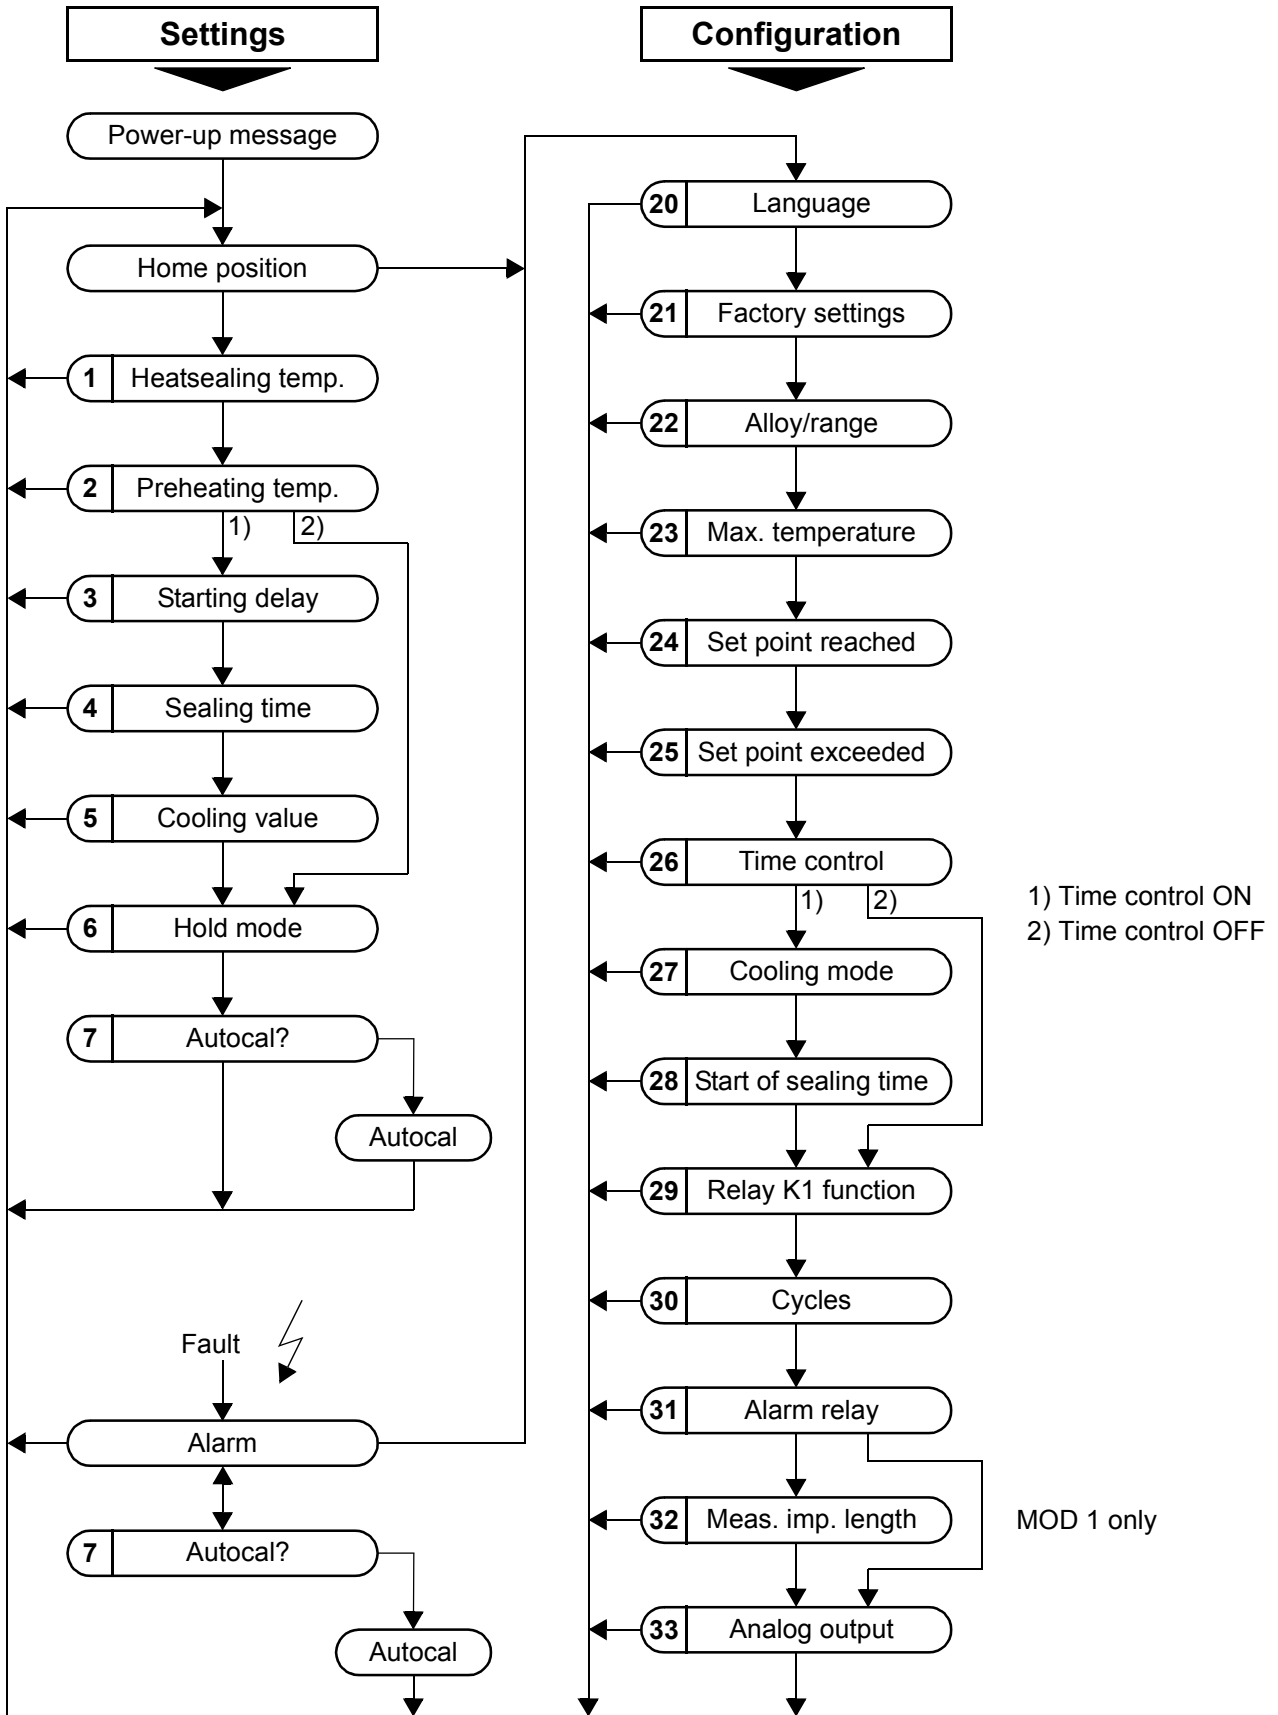 Settings
Power-up message
Home position
1 Heatsealing temp.
2 Preheating temp.
1) 2)
3 Starting delay
4 Sealing time
5 Cooling value
6 Hold mode
7 Autocal?
Autocal
Fault
Alarm
7 Autocal?
Autocal
Configuration
20 Language
21 Factory settings
22 Alloy/range
23 Max. temperature
24 Set point reached
25 Set point exceeded
26 Time control
1) 2)
27 Cooling mode
28 Start of sealing time
29 Relay K1 function
30 Cycles
31 Alarm relay
32 Meas. imp. length
33 Analog output
1) Time control ON
2) Time control OFF
MOD 1 only